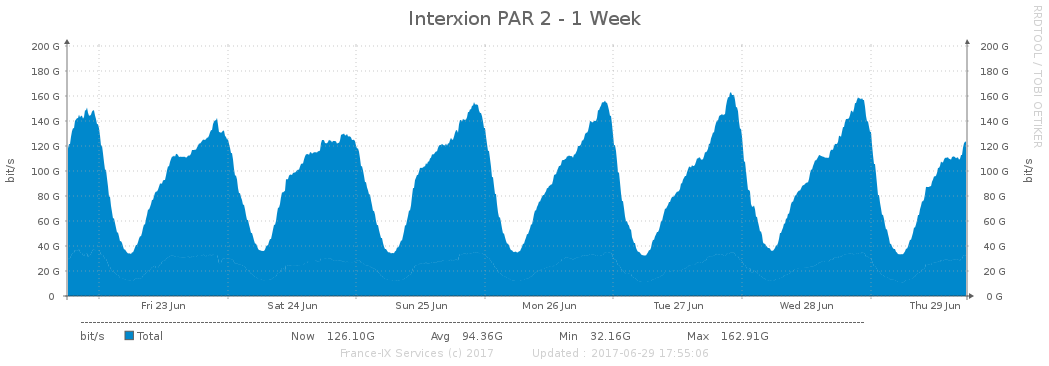 Interxion PAR 2 - 1 Week
RRDTOOL / TOBI OETIKER
200 G 200 G
180 G 180 G
160 G 160 G
140 G 140 G
120 G 120 G
100 G 100 G
80 G 80 G
60 G 60 G
40 G 40 G
20 G 20 G
0 0 G
bit/s bit/s
Fri 23 Jun Sat 24 Jun Sun 25 Jun Mon 26 Jun Tue 27 Jun Wed 28 Jun Thu 29 Jun
bit/s Total Now 126.10G Avg 94.36G Min 32.16G Max 162.91G
France-IX Services (c) 2017 Updated : 2017-06-29 17:55:06